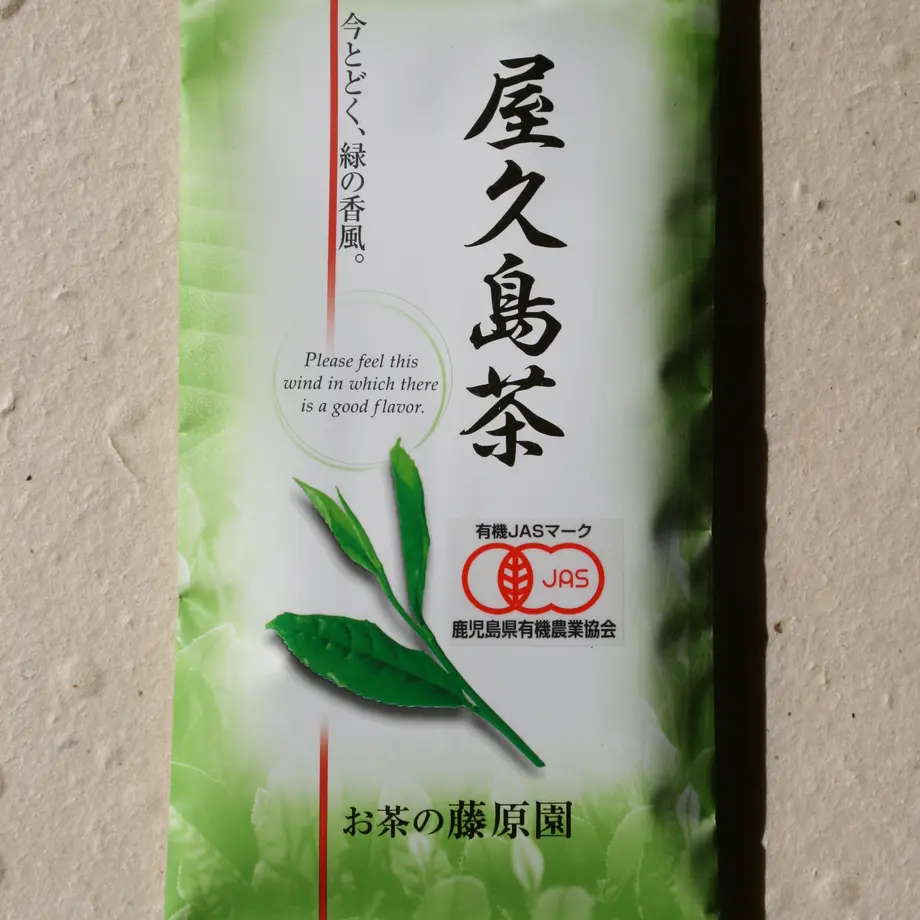 屋久島茶
今とどく、緑の香風。
Please feel this
wind in which there
is a good flavor.
有機JASマーク
JAS
鹿児島県有機農業協会
お茶の藤原園